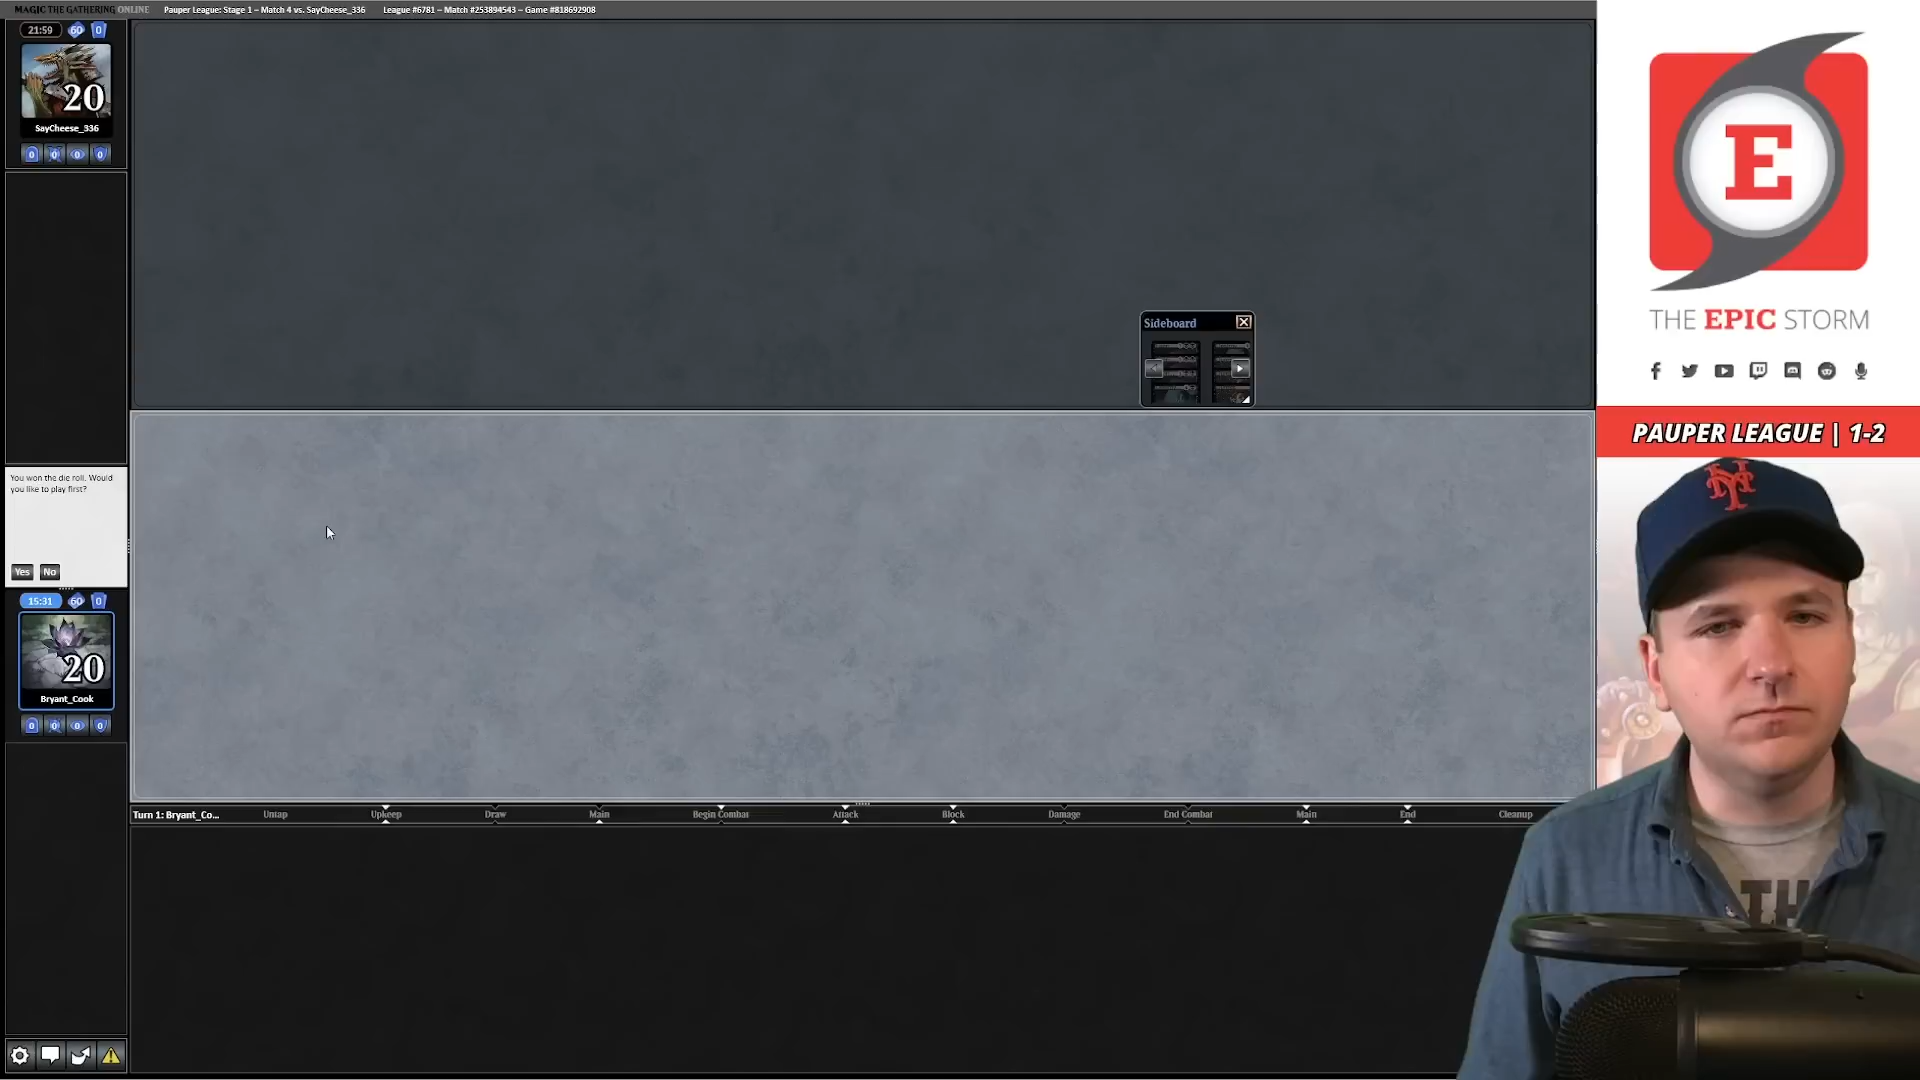 MAGIC THE GATHERING ONLINE
Pauper League: Stage 1 – Match 4 vs. SayCheese_336
League #6781 – Match #253894543 – Game #818692908
21:59
60
0
20
SayCheese_336
0
0
0
0
Sideboard
You won the die roll. Would
you like to play first?
Yes
No
15:31
60
0
20
Bryant_Cook
0
0
0
0
Turn 1: Bryant_Co...
Untap
Upkeep
Draw
Main
Begin Combat
Attack
Block
Damage
End Combat
Main
End
Cleanup
E
THE EPIC STORM
PAUPER LEAGUE | 1-2
NY
TH